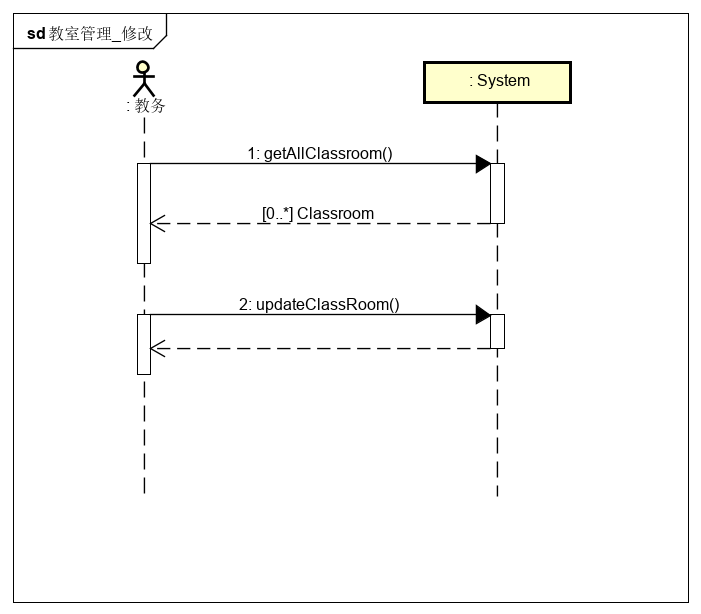 sd 教室管理_修改
: System
: 教务
1: getAllClassroom()
[0..*] Classroom
2: updateClassRoom()